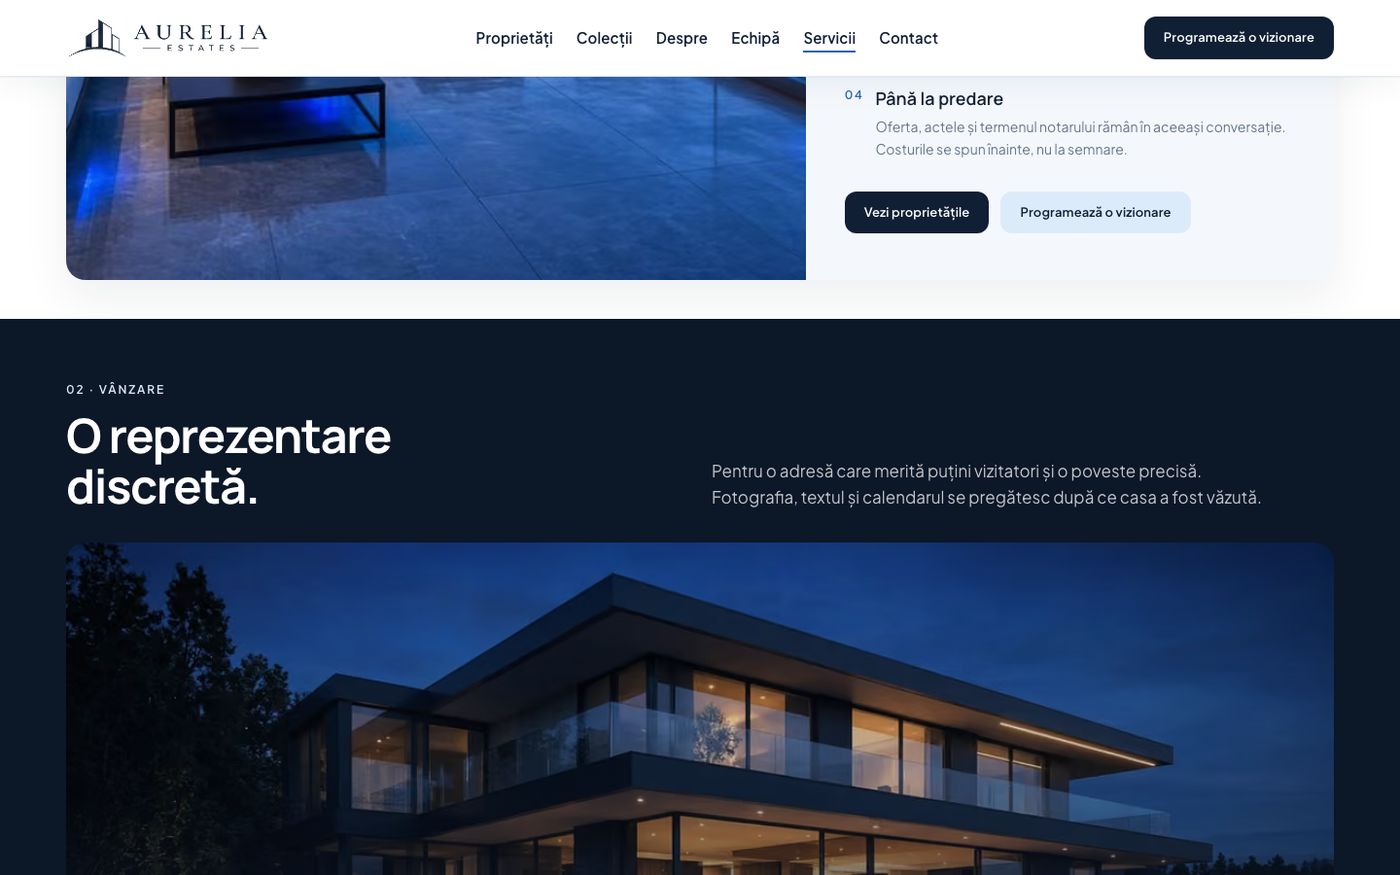 AURELIA
ESTATES
Proprietăți
Colecții
Despre
Echipă
Servicii
Contact
Programează o vizionare
04
Până la predare
Oferta, actele și termenul notarului rămân în aceeași conversație.
Costurile se spun înainte, nu la semnare.
Vezi proprietățile
Programează o vizionare
02 · VÂNZARE
O reprezentare
discretă.
Pentru o adresă care merită puțini vizitatori și o poveste precisă.
Fotografia, textul și calendarul se pregătesc după ce casa a fost văzută.